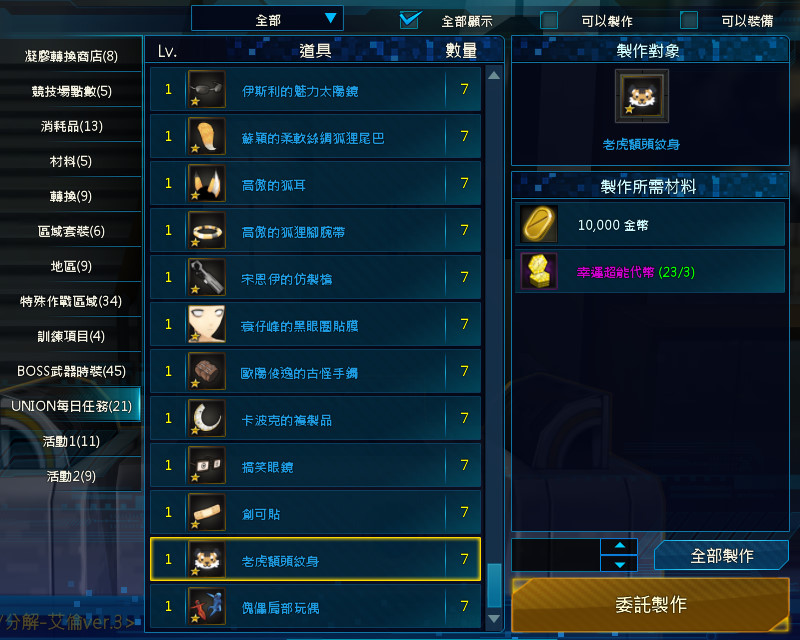 全部
全部顯示
可以製作
可以裝備
凝膠轉換商店(8)
競技場點數(5)
消耗品(13)
材料(5)
轉換(9)
區域套裝(6)
地區(9)
特殊作戰區域(34)
訓練項目(4)
BOSS武器時裝(45)
UNION每日任務(21)
活動1(11)
活動2(9)
Lv. 道具 數量
1 伊斯利的魅力太陽鏡 7
1 蘇穎的柔軟絲綢狐狸尾巴 7
1 高傲的狐耳 7
1 高傲的狐狸腳腕帶 7
1 宋恩伊的仿製槍 7
1 袁仔峰的黑眼圈貼膜 7
1 歐陽俊逸的古怪手鐲 7
1 卡波克的複製品 7
1 搞笑眼鏡 7
1 創可貼 7
1 老虎額頭紋身 7
1 傀儡肩部玩偶 7
製作對象
老虎額頭紋身
製作所需材料
10,000 金幣
幸運超能代幣 (23/3)
全部製作
委託製作
/分解-艾倫ver.3>